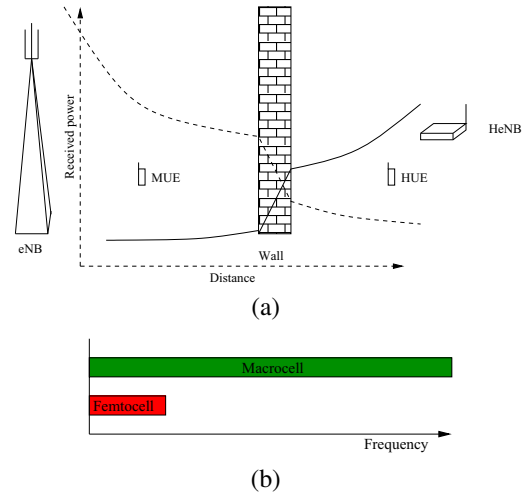 Received power
MUE
HUE
HeNB
eNB
Wall
Distance
(a)
Macrocell
Femtocell
Frequency
(b)